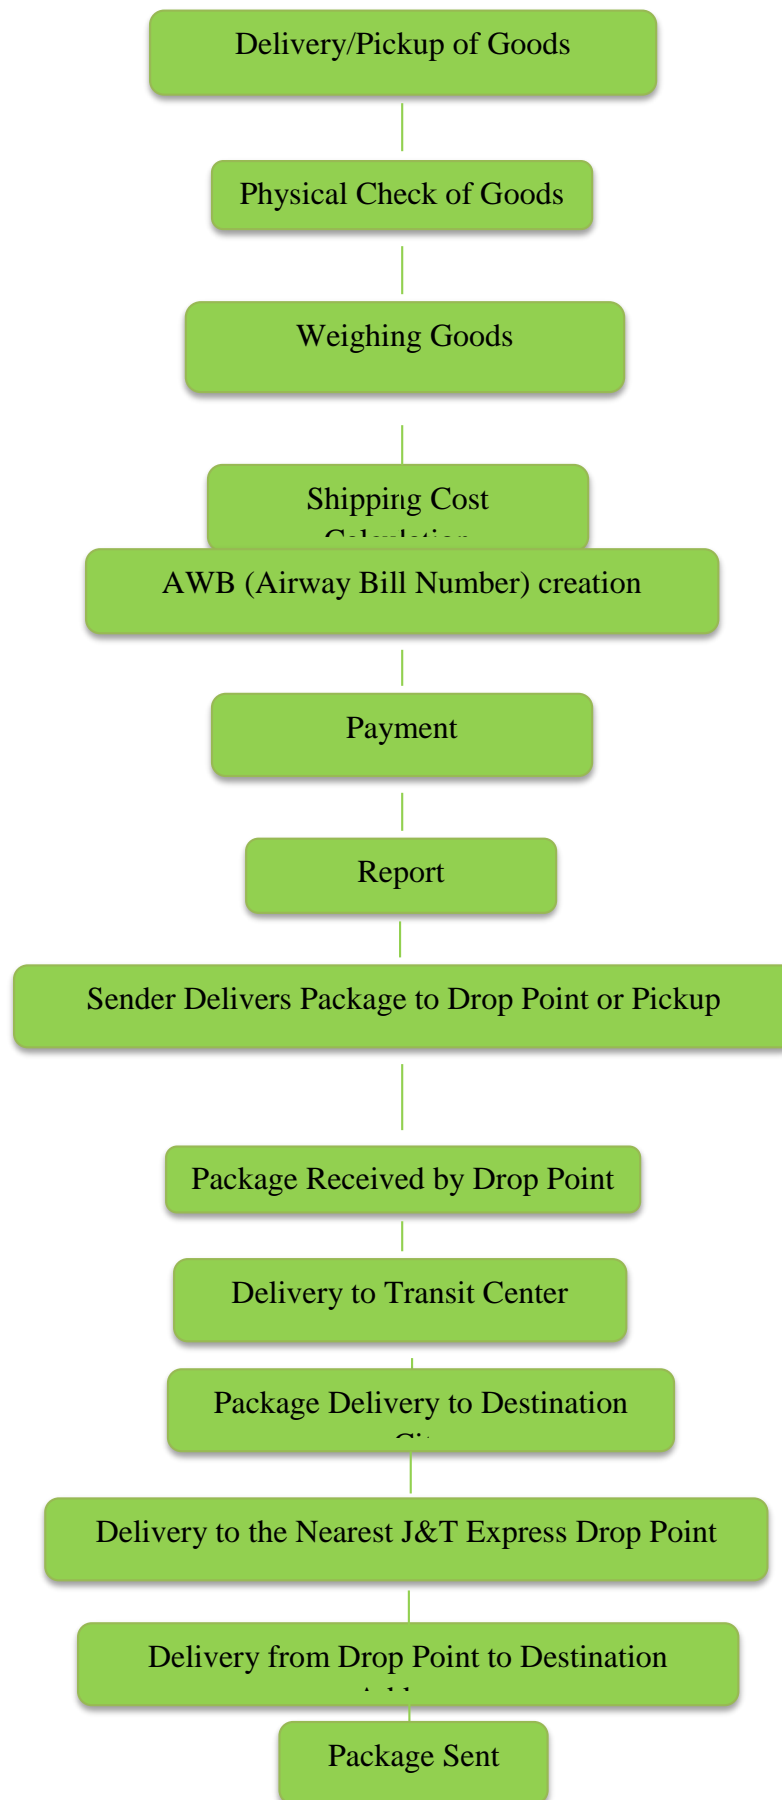 Delivery/Pickup of Goods
Physical Check of Goods
Weighing Goods
Shipping Cost
Calculation
AWB (Airway Bill Number) creation
Payment
Report
Sender Delivers Package to Drop Point or Pickup
Package Received by Drop Point
Delivery to Transit Center
Package Delivery to Destination
City
Delivery to the Nearest J&T Express Drop Point
Delivery from Drop Point to Destination
Package Sent